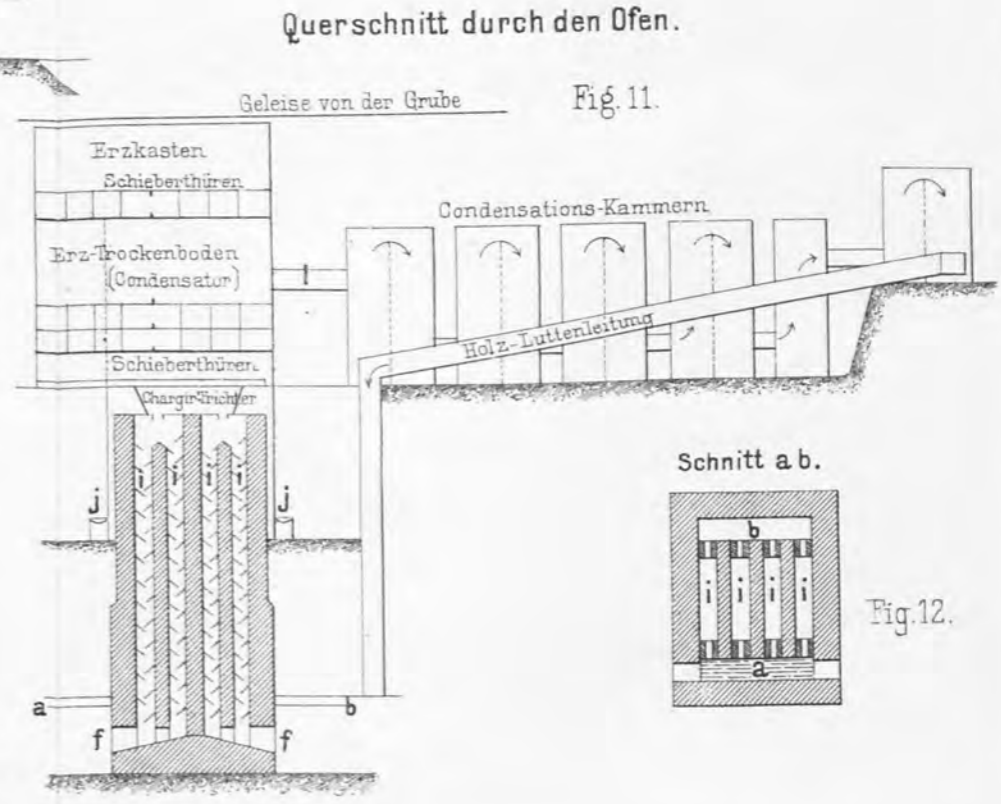 Querschnitt durch den Ofen.
Geleise von der Grube
Fig. 11.
Erzkasten
Schieberthüren
Condensations-Kammern
Erz-Trockenboden
(Condensator)
Holz-Luttenleitung
Schieberthüren
Chargir-Trichter
i i i i
j j
a b
f f
Schnitt a b.
b
i i i i
a
Fig. 12.